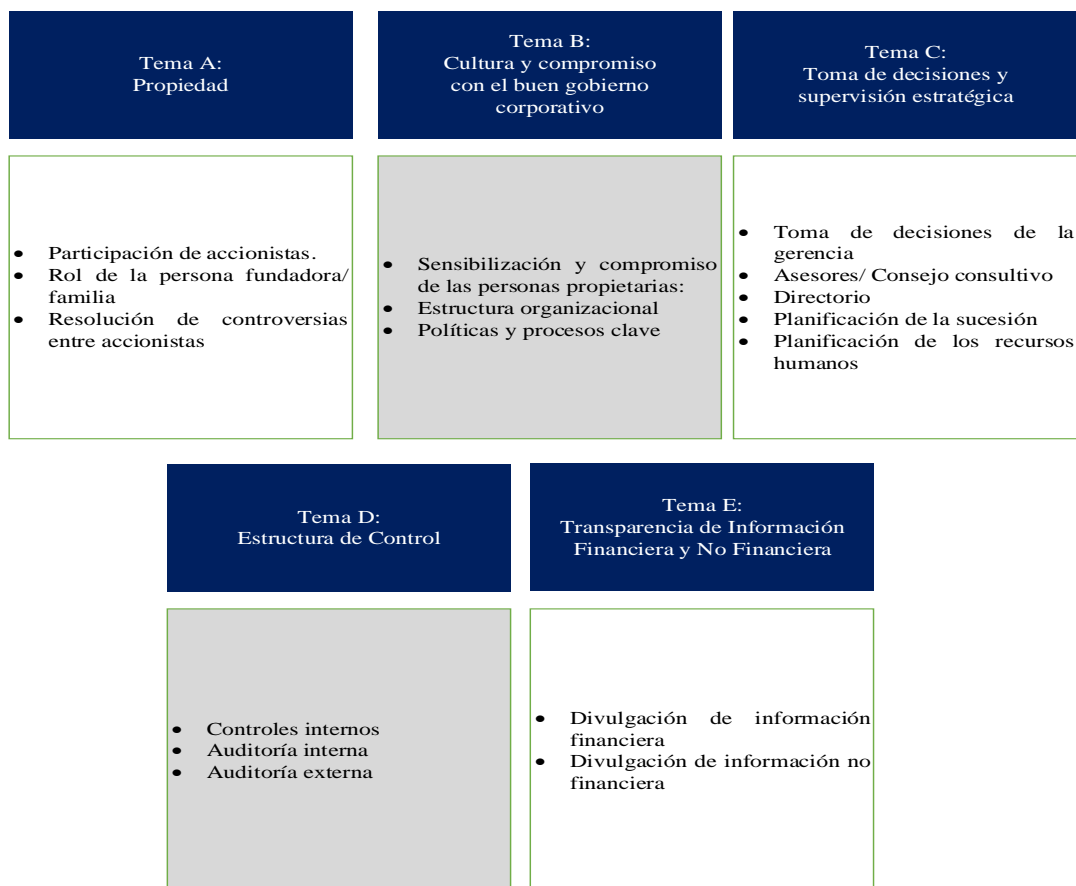 Tema A:
Propiedad
Tema B:
Cultura y compromiso
con el buen gobierno
corporativo
Tema C:
Toma de decisiones y
supervisión estratégica
• Participación de accionistas.
• Rol de la persona fundadora/
familia
• Resolución de controversias
entre accionistas
• Sensibilización y compromiso
de las personas propietarias:
• Estructura organizacional
• Políticas y procesos clave
• Toma de decisiones de la
gerencia
• Asesores/ Consejo consultivo
• Directorio
• Planificación de la sucesión
• Planificación de los recursos
humanos
Tema D:
Estructura de Control
Tema E:
Transparencia de Información
Financiera y No Financiera
• Controles internos
• Auditoría interna
• Auditoría externa
• Divulgación de información
financiera
• Divulgación de información no
financiera